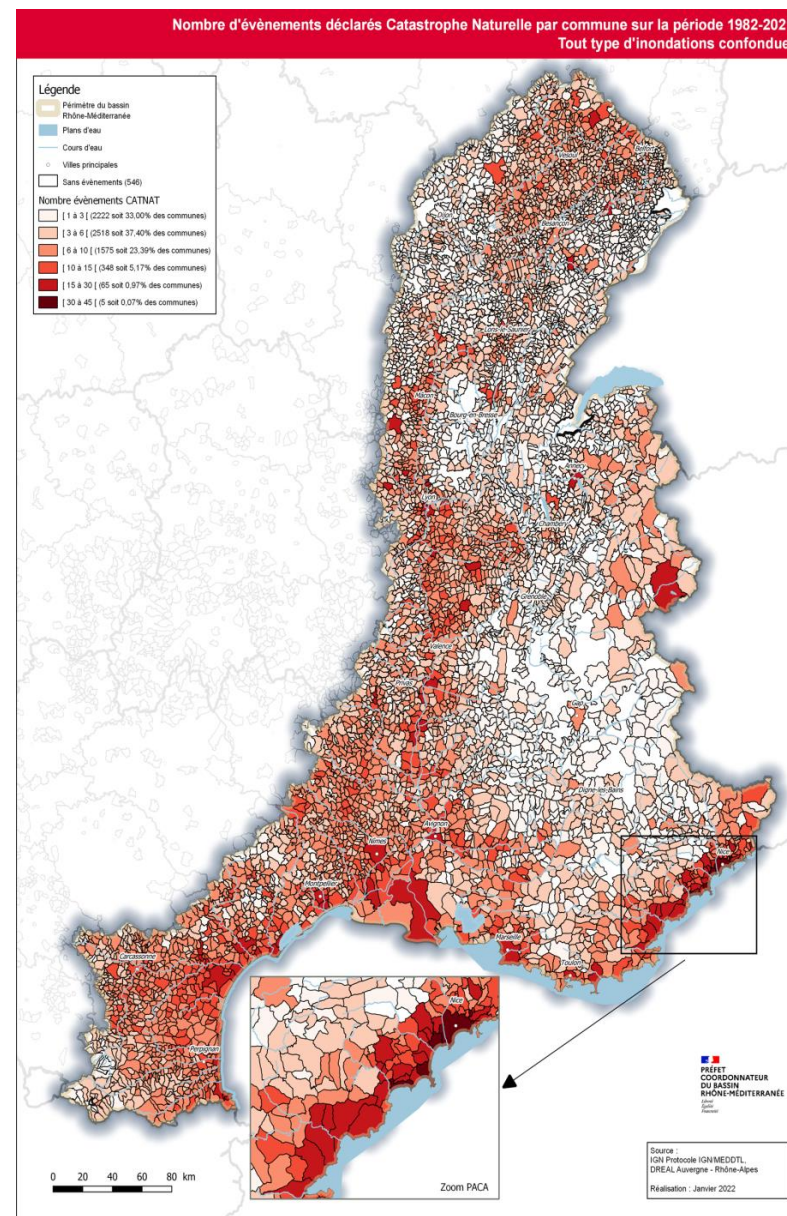 Nombre d'évènements déclarés Catastrophe Naturelle par commune sur la période 1982-202
Tout type d'inondations confondue
Légende
Périmètre du bassin
Rhône-Méditerranée
Plans d'eau
Cours d'eau
Villes principales
Sans évènements (546)
Nombre évènements CATNAT
[ 1 à 3 [ (2222 soit 33,00% des communes)
[ 3 à 6 [ (2518 soit 37,40% des communes)
[ 6 à 10 [ (1575 soit 23,39% des communes)
[ 10 à 15 [ (348 soit 5,17% des communes)
[ 15 à 30 [ (65 soit 0,97% des communes)
[ 30 à 45 [ (5 soit 0,07% des communes)
Belfort
Vesoul
Dijon
Besançon
Lons-le-Saunier
Mâcon
Bourg-en-Bresse
Annecy
Lyon
Chambéry
Grenoble
Valence
Privas
Gap
Digne-les-Bains
Avignon
Nîmes
Nice
Montpellier
Marseille
Carcassonne
Toulon
Perpignan
Nice
Zoom PACA
PRÉFET
COORDONNATEUR
DU BASSIN
RHÔNE-MÉDITERRANÉE
Liberté
Égalité
Fraternité
0 20 40 60 80 km
Source :
IGN Protocole IGN/MEDDTL,
DREAL Auvergne - Rhône-Alpes
Réalisation : Janvier 2022